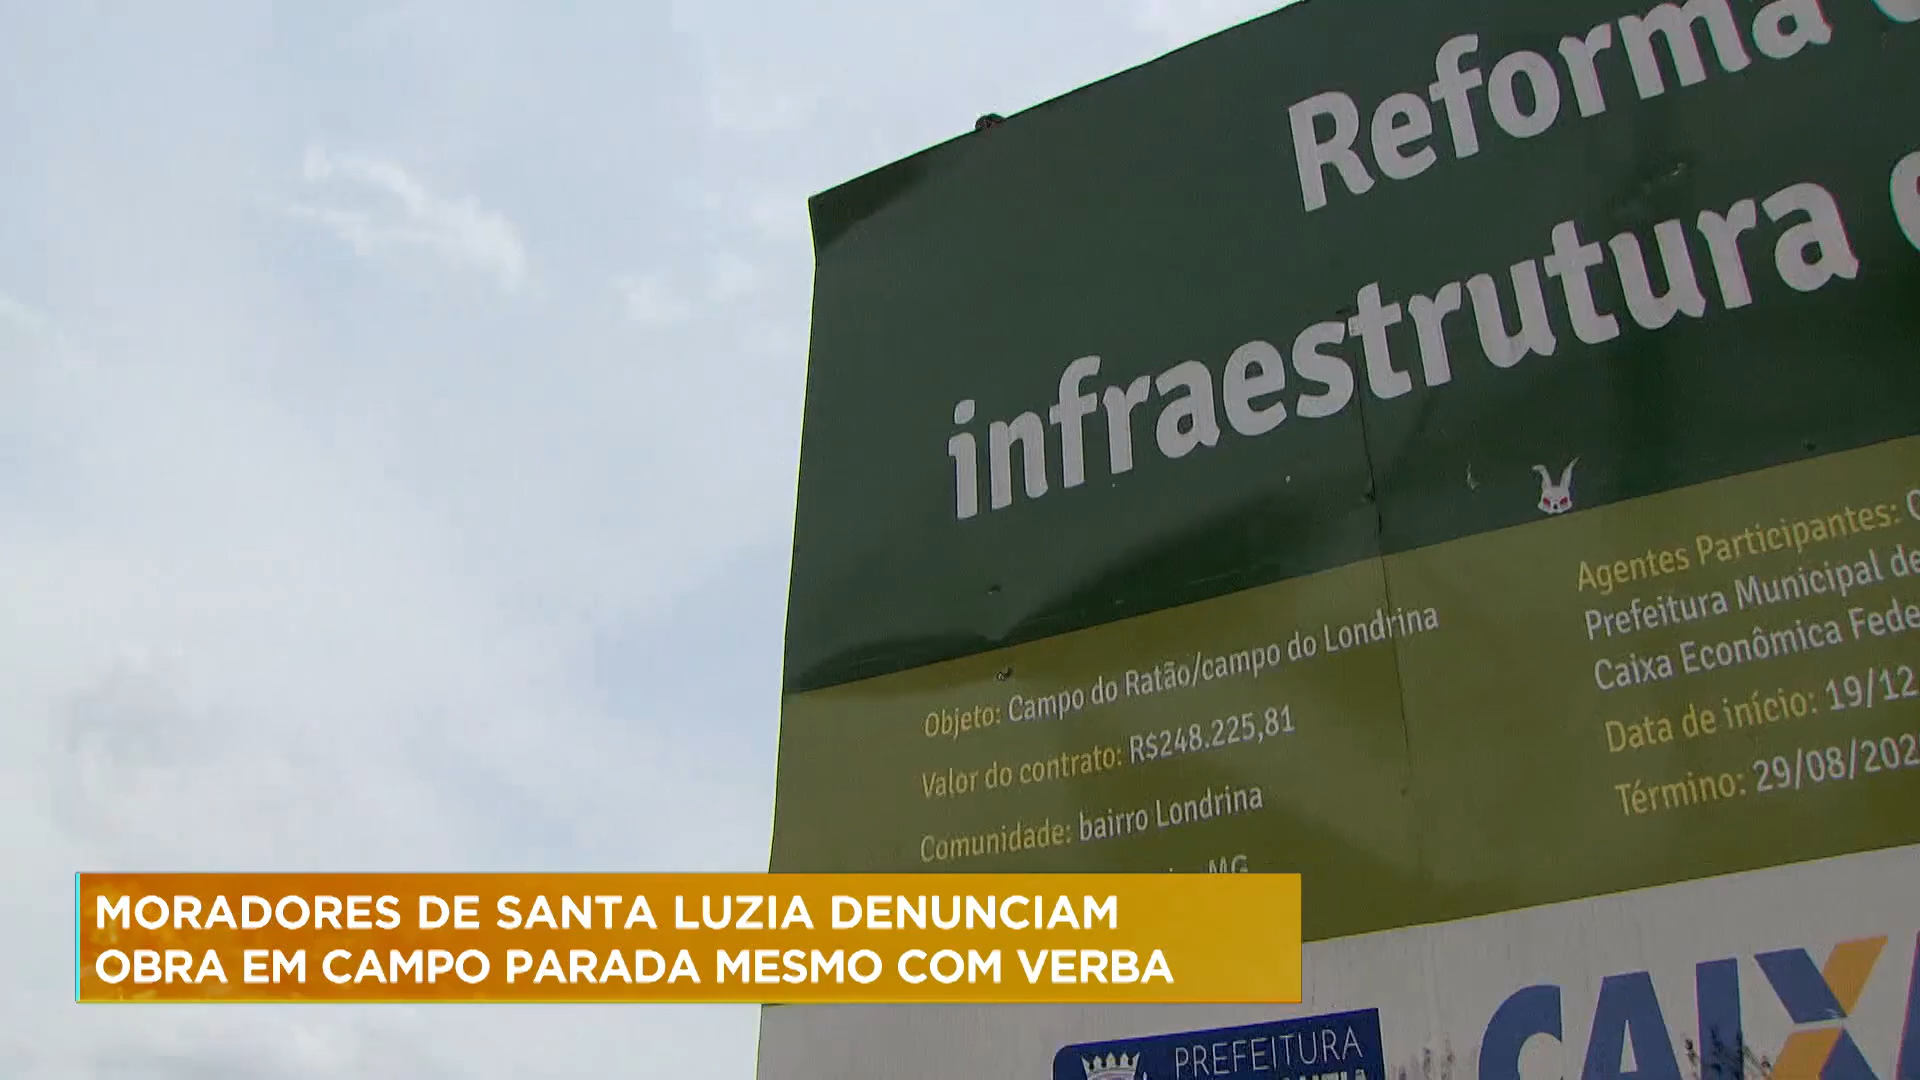 Reforma
infraestrutura
Objeto: Campo do Ratão/campo do Londrina
Valor do contrato: R$248.225,81
Comunidade: bairro Londrina
MG
Agentes Participantes:
Prefeitura Municipal de
Caixa Econômica Fede
Data de início: 19/12
Término: 29/08/202
MORADORES DE SANTA LUZIA DENUNCIAM
OBRA EM CAMPO PARADA MESMO COM VERBA
PREFEITURA
CAIXA